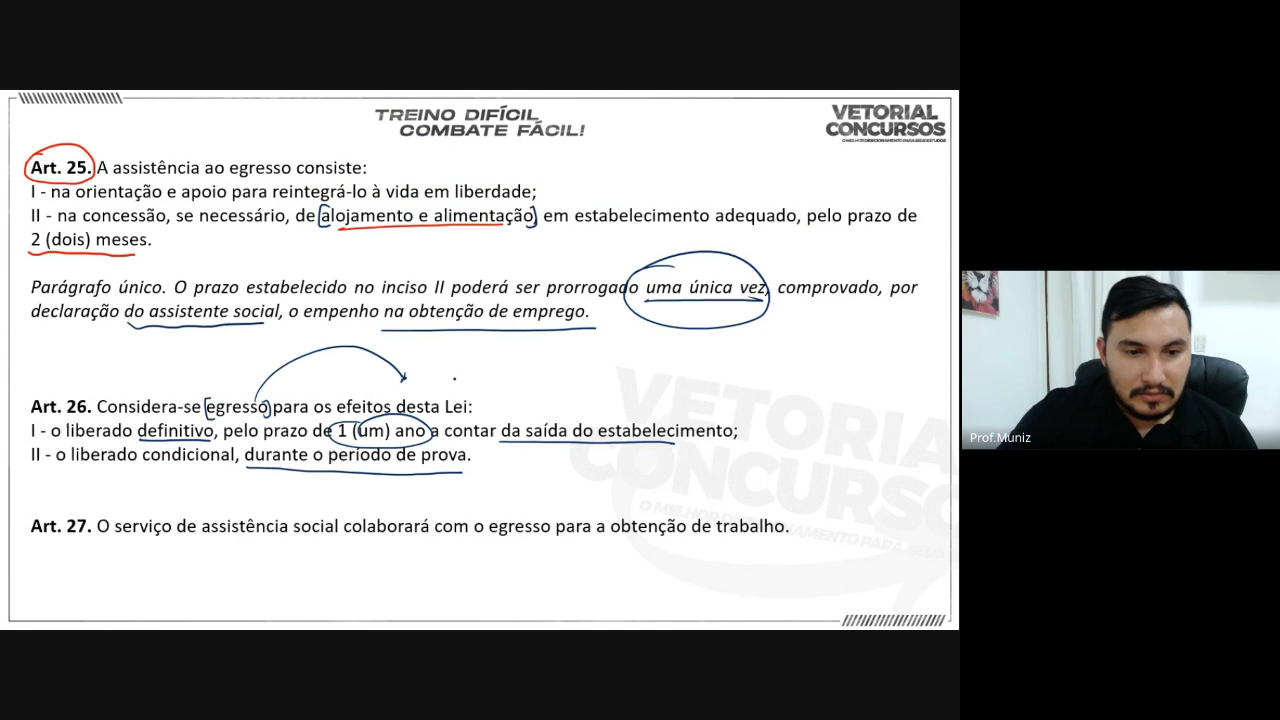 TREINO DIFÍCIL
COMBATE FÁCIL!
VETORIAL
CONCURSOS
Art. 25. A assistência ao egresso consiste:
I - na orientação e apoio para reintegrá-lo à vida em liberdade;
II - na concessão, se necessário, de alojamento e alimentação, em estabelecimento adequado, pelo prazo de
2 (dois) meses.
Parágrafo único. O prazo estabelecido no inciso II poderá ser prorrogado uma única vez, comprovado, por
declaração do assistente social, o empenho na obtenção de emprego.
Art. 26. Considera-se egresso para os efeitos desta Lei:
I - o liberado definitivo, pelo prazo de 1 (um) ano a contar da saída do estabelecimento;
II - o liberado condicional, durante o período de prova.
Art. 27. O serviço de assistência social colaborará com o egresso para a obtenção de trabalho.
VETORIAL
CONCURSO
Prof.Muniz